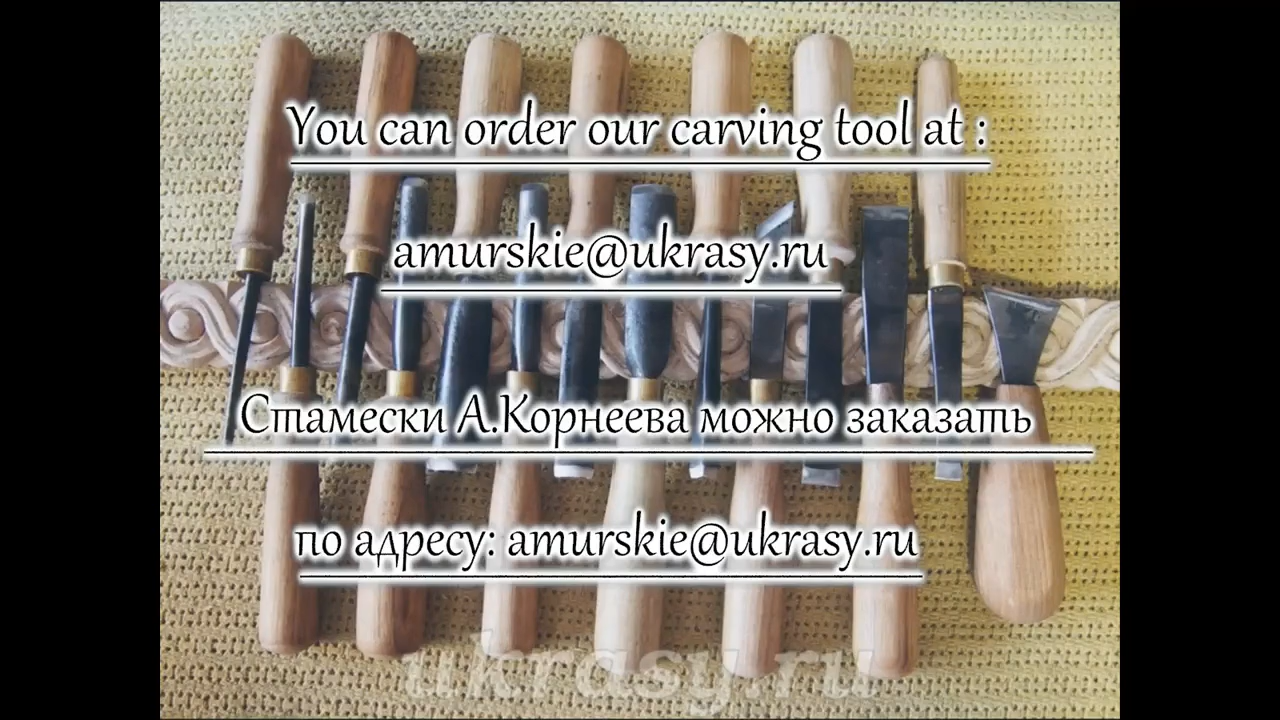 You can order our carving tool at :
amurskie@ukrasy.ru
Стамески А.Корнеева можно заказать
по адресу: amurskie@ukrasy.ru
ukrasy.ru